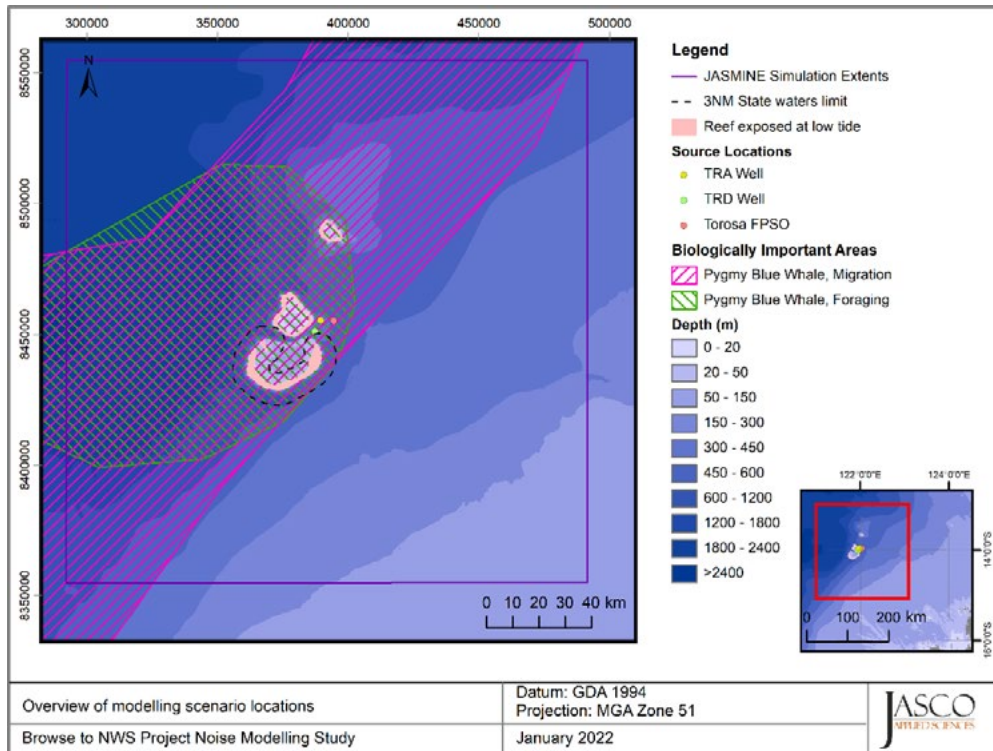 300000 350000 400000 450000 500000
8550000
8500000
8450000
8400000
8350000
N
0 10 20 30 40 km
Legend
JASMINE Simulation Extents
3NM State waters limit
Reef exposed at low tide
Source Locations
TRA Well
TRD Well
Torosa FPSO
Biologically Important Areas
Pygmy Blue Whale, Migration
Pygmy Blue Whale, Foraging
Depth (m)
0 - 20
20 - 50
50 - 150
150 - 300
300 - 450
450 - 600
600 - 1200
1200 - 1800
1800 - 2400
>2400
122°0'0"E 124°0'0"E
14°0'0"S
16°0'0"S
0 100 200 km
Overview of modelling scenario locations
Browse to NWS Project Noise Modelling Study
Datum: GDA 1994
Projection: MGA Zone 51
January 2022
JASCO
APPLIED SCIENCES